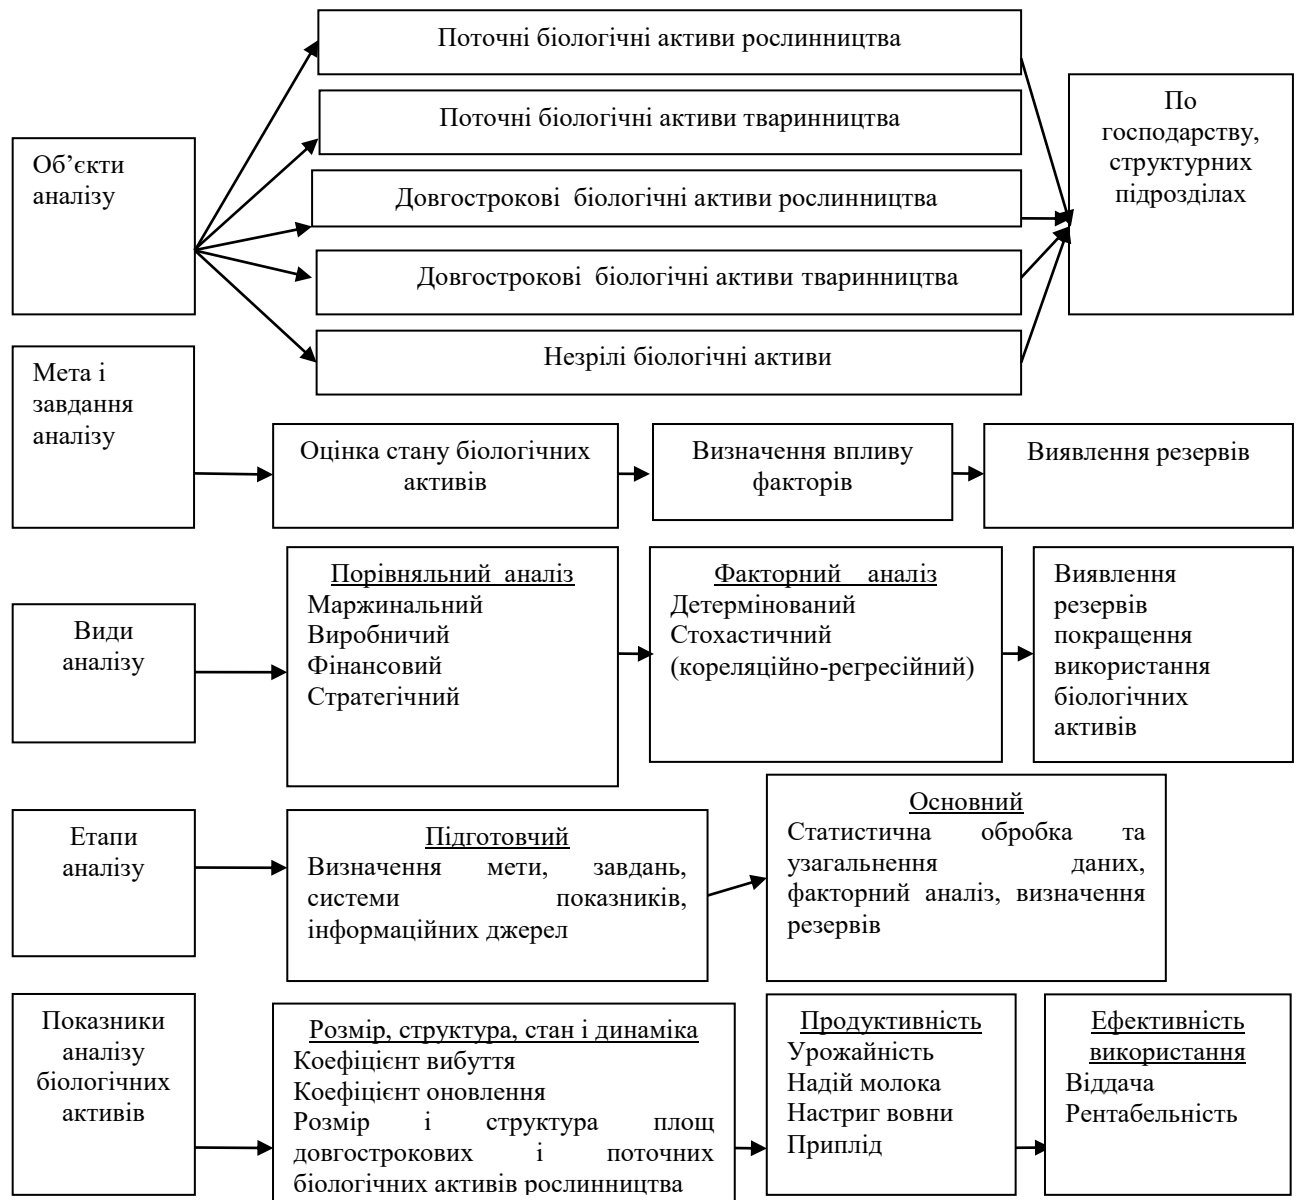 Поточні біологічні активи рослинництва
Поточні біологічні активи тваринництва
Об’єкти
аналізу
Довгострокові біологічні активи рослинництва
Довгострокові біологічні активи тваринництва
Незрілі біологічні активи
По
господарству,
структурних
підрозділах
Мета і
завдання
аналізу
Оцінка стану біологічних
активів
Визначення впливу
факторів
Виявлення резервів
Види
аналізу
Порівняльний аналіз
Маржинальний
Виробничий
Фінансовий
Стратегічний
Факторний аналіз
Детермінований
Стохастичний
(кореляційно-регресійний)
Виявлення
резервів
покращення
використання
біологічних
активів
Етапи
аналізу
Підготовчий
Визначення мети, завдань,
системи показників,
інформаційних джерел
Основний
Статистична обробка та
узагальнення даних,
факторний аналіз, визначення
резервів
Показники
аналізу
біологічних
активів
Розмір, структура, стан і динаміка
Коефіцієнт вибуття
Коефіцієнт оновлення
Розмір і структура площ
довгострокових і поточних
біологічних активів рослинництва
Продуктивність
Урожайність
Надій молока
Настриг вовни
Приплід
Ефективність
використання
Віддача
Рентабельність